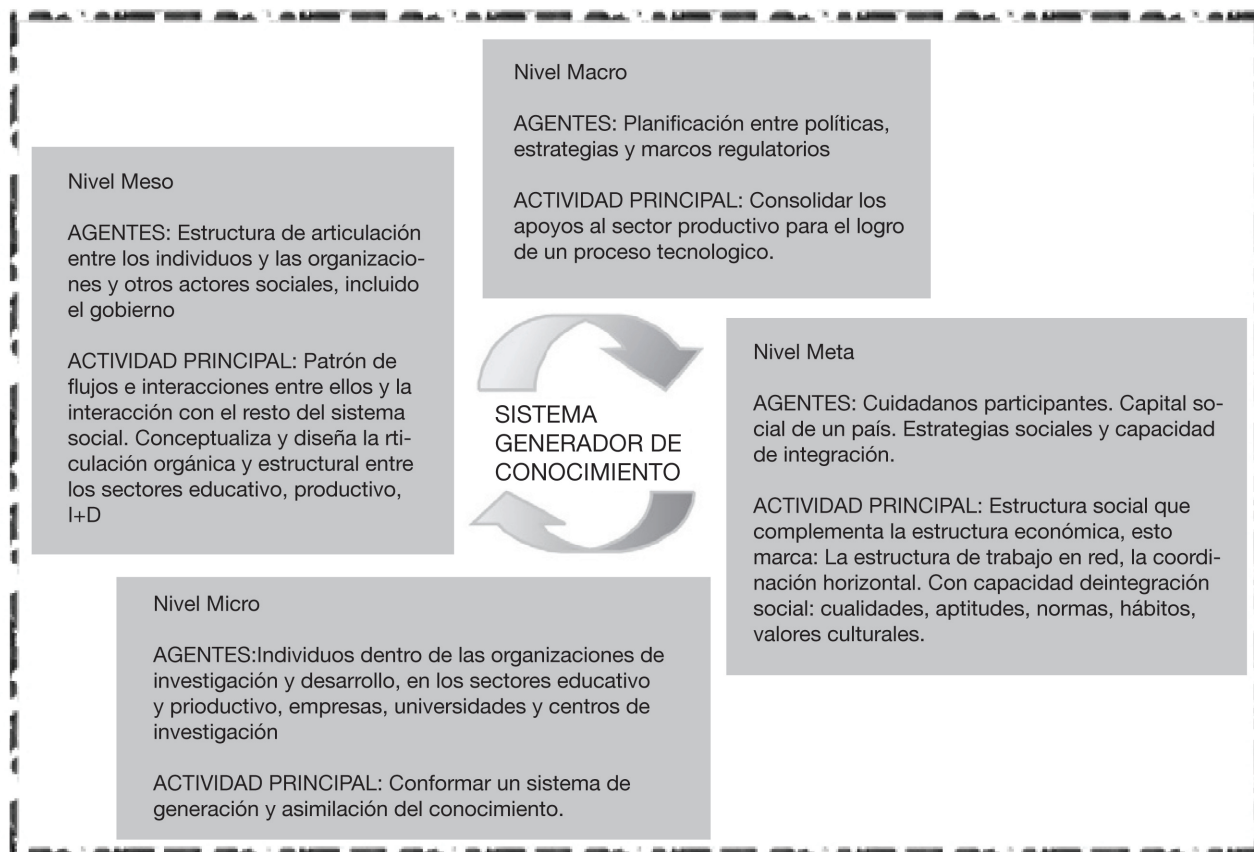 Nivel Macro
AGENTES: Planificación entre políticas,
estrategias y marcos regulatorios
ACTIVIDAD PRINCIPAL: Consolidar los
apoyos al sector productivo para el logro
de un proceso tecnologico.
Nivel Meso
AGENTES: Estructura de articulación
entre los individuos y las organizacio-
nes y otros actores sociales, incluido
el gobierno
ACTIVIDAD PRINCIPAL: Patrón de
flujos e interacciones entre ellos y la
interacción con el resto del sistema
social. Conceptualiza y diseña la rti-
culación orgánica y estructural entre
los sectores educativo, productivo,
I+D
SISTEMA
GENERADOR DE
CONOCIMIENTO
Nivel Meta
AGENTES: Cuidadanos participantes. Capital so-
cial de un país. Estrategias sociales y capacidad
de integración.
ACTIVIDAD PRINCIPAL: Estructura social que
complementa la estructura económica, esto
marca: La estructura de trabajo en red, la coordi-
nación horizontal. Con capacidad deintegración
social: cualidades, aptitudes, normas, hábitos,
valores culturales.
Nivel Micro
AGENTES:Individuos dentro de las organizaciones de
investigación y desarrollo, en los sectores educativo
y prioductivo, empresas, universidades y centros de
investigación
ACTIVIDAD PRINCIPAL: Conformar un sistema de
generación y asimilación del conocimiento.